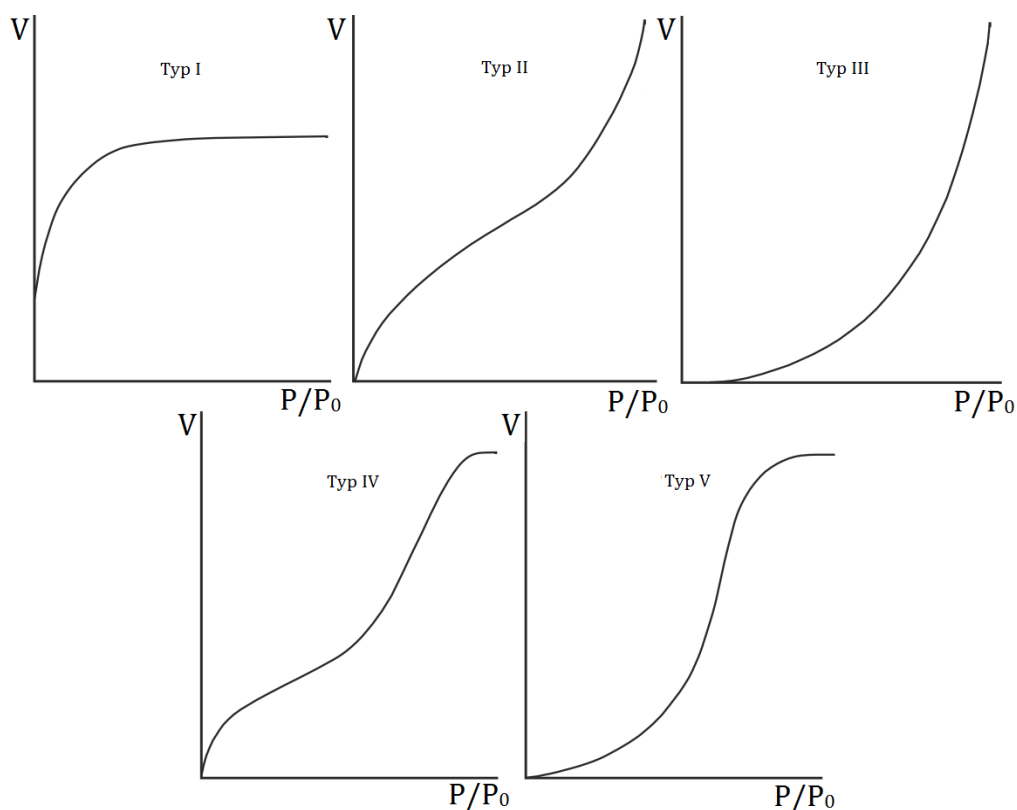 V
Typ I
P/P₀
V
Typ II
P/P₀
V
Typ III
P/P₀
V
Typ IV
P/P₀
V
Typ V
P/P₀